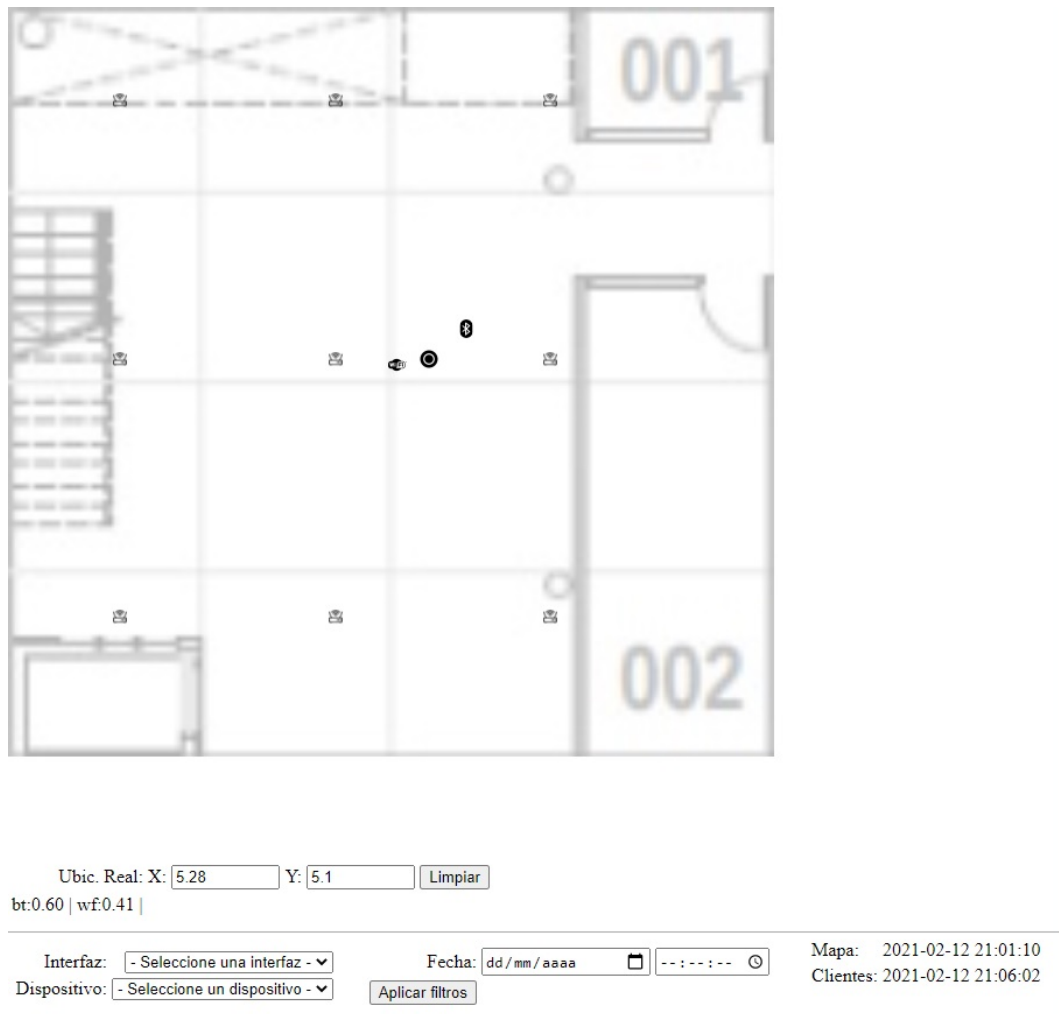 001
002
Ubic. Real: X: 5.28 Y: 5.1 Limpiar
bt:0.60 | wf:0.41 |
Interfaz: - Seleccione una interfaz - Fecha: dd/mm/aaaa --:--:-- Mapa: 2021-02-12 21:01:10
Dispositivo: - Seleccione un dispositivo - Aplicar filtros Clientes: 2021-02-12 21:06:02